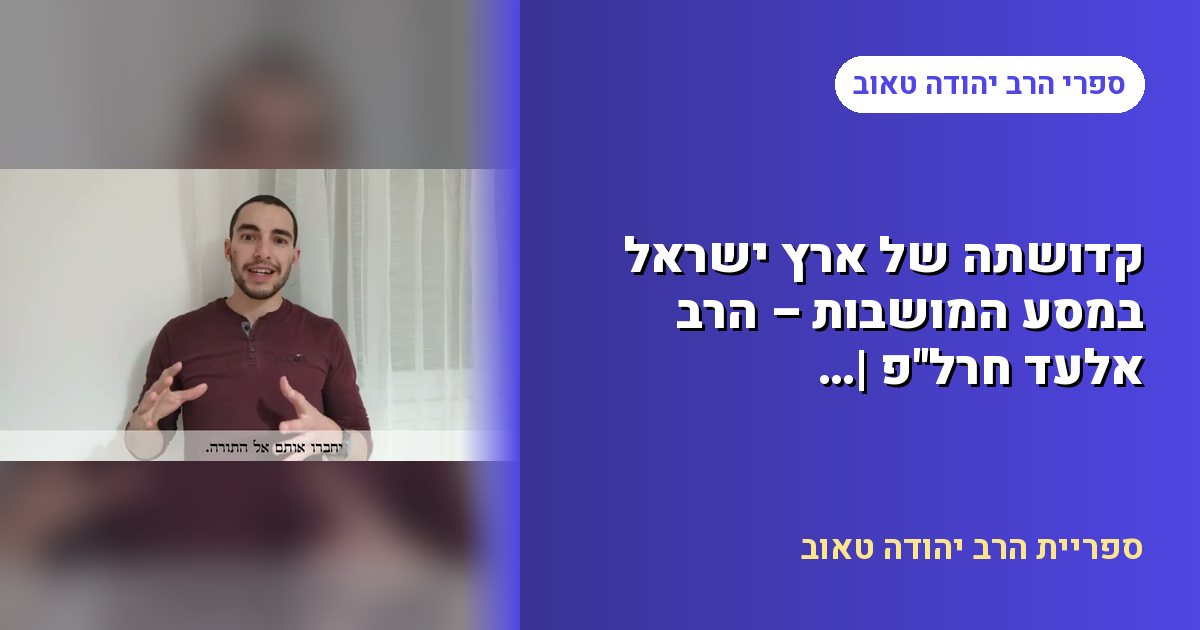 ספרי הרב יהודה טאוב
קדושתה של ארץ ישראל
במסע המושבות – הרב
אלעד חרל"פ |...
ספריית הרב יהודה טאוב
יחברו אותם אל התורה.